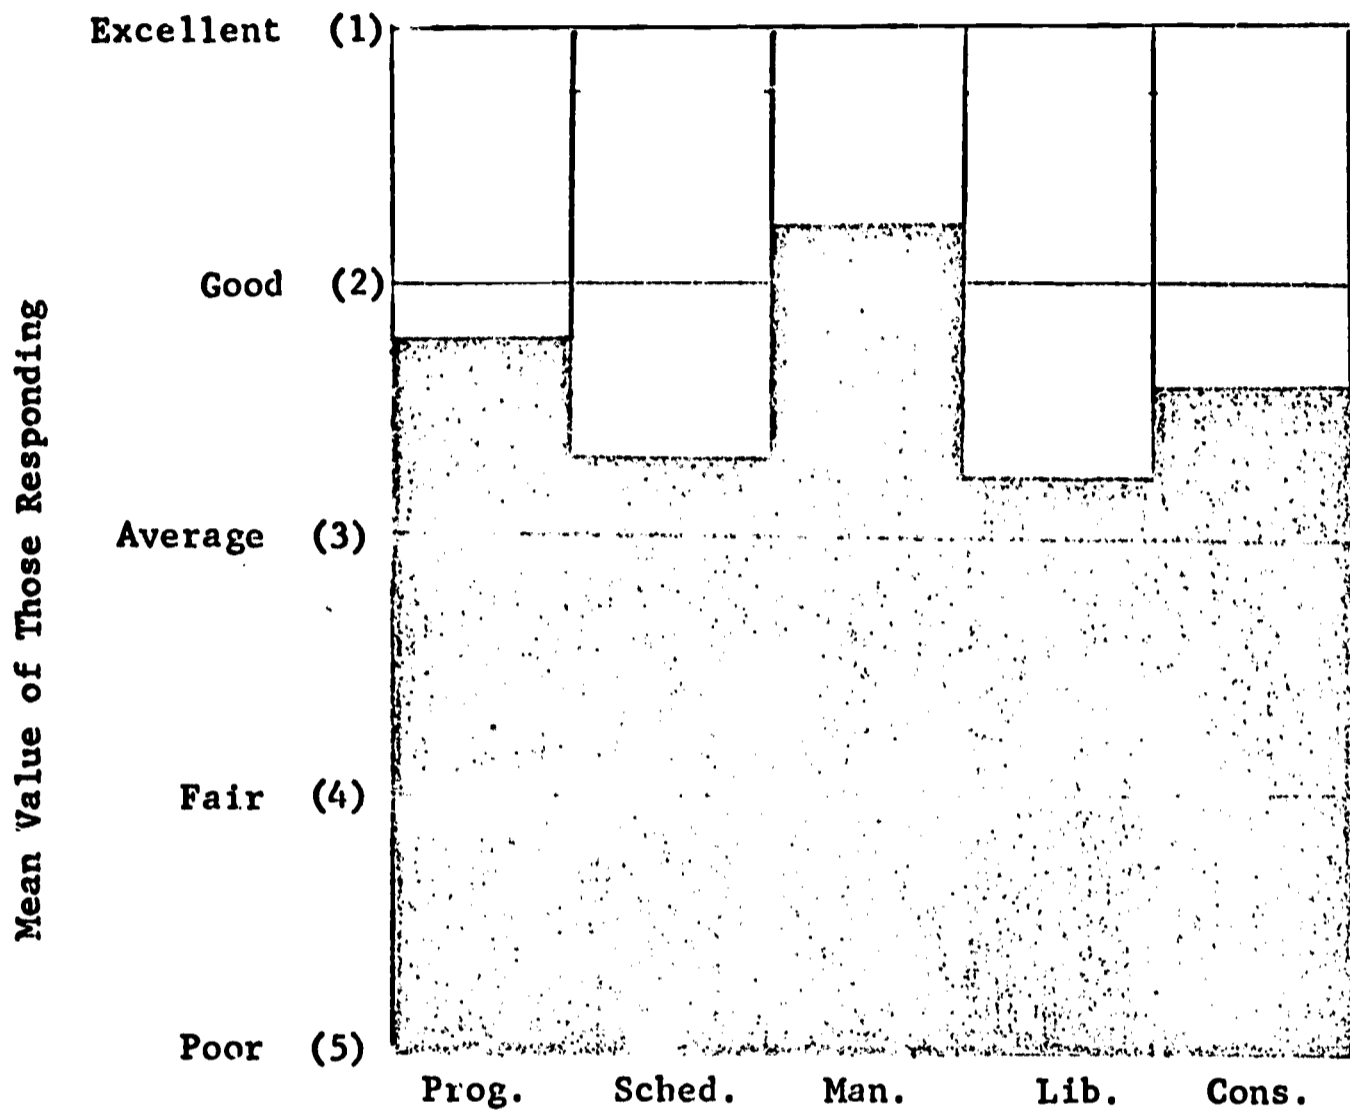 Mean Value of Those Responding
Excellent (1)
Good (2)
Average (3)
Fair (4)
Poor (5)
Prog. Sched. Man. Lib. Cons.